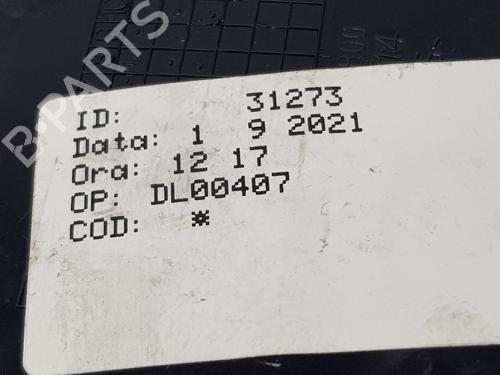 ID: 31273
Data: 1 9 2021
Ora: 12 17
OP: DL00407
COD: *
B-PARTS